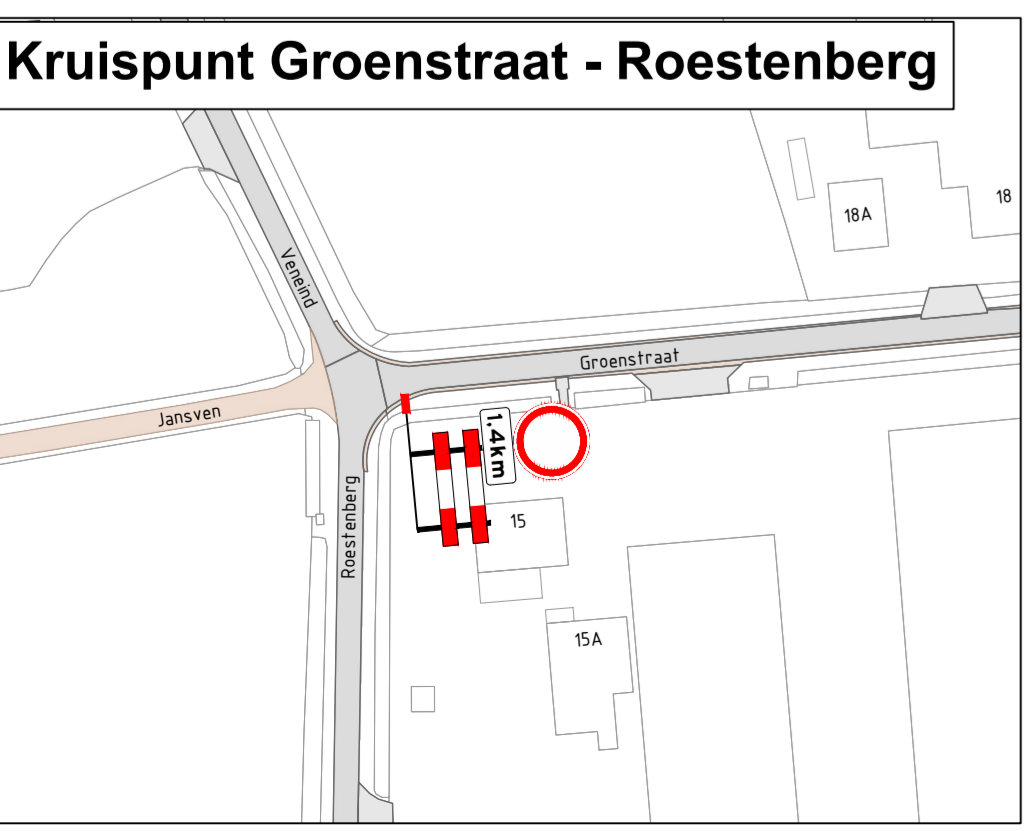 Kruispunt Groenstraat - Roestenberg
18
18A
Veneind
Groenstraat
Jansven
1.4km
15
Roestenberg
15A